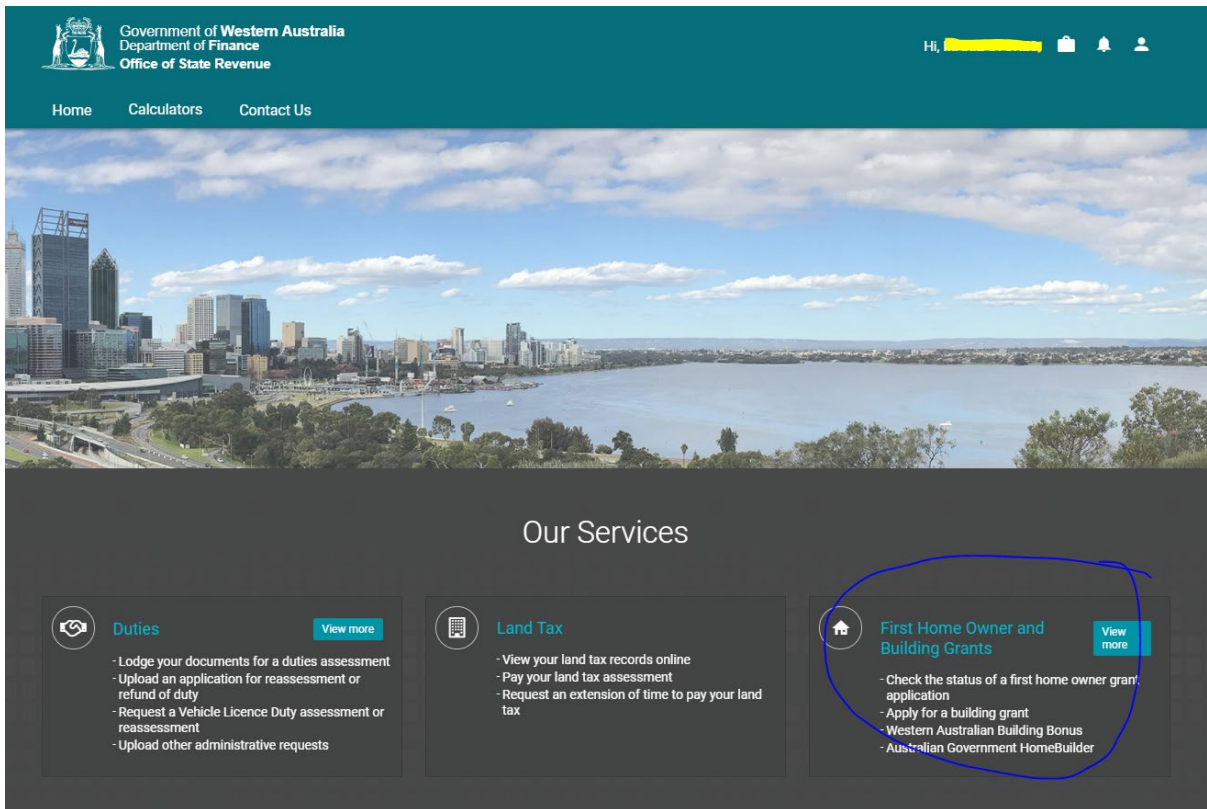 Government of Western Australia
Department of Finance
Office of State Revenue
Hi,
Home Calculators Contact Us
Our Services
Duties
View more
- Lodge your documents for a duties assessment
- Upload an application for reassessment or
refund of duty
- Request a Vehicle Licence Duty assessment or
reassessment
- Upload other administrative requests
Land Tax
- View your land tax records online
- Pay your land tax assessment
- Request an extension of time to pay your land
tax
First Home Owner and
Building Grants
View
more
- Check the status of a first home owner grant
application
- Apply for a building grant
- Western Australian Building Bonus
- Australian Government HomeBuilder